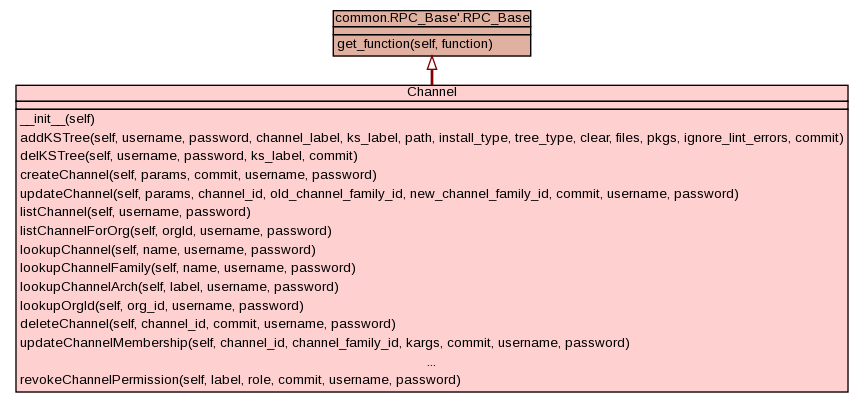 common.RPC_Base'.RPC_Base
get_function(self, function)
Channel
__init__(self)
addKSTree(self, username, password, channel_label, ks_label, path, install_type, tree_type, clear, files, pkgs, ignore_lint_errors, commit)
delKSTree(self, username, password, ks_label, commit)
createChannel(self, params, commit, username, password)
updateChannel(self, params, channel_id, old_channel_family_id, new_channel_family_id, commit, username, password)
listChannel(self, username, password)
listChannelForOrg(self, orgId, username, password)
lookupChannel(self, name, username, password)
lookupChannelFamily(self, name, username, password)
lookupChannelArch(self, label, username, password)
lookupOrgId(self, org_id, username, password)
deleteChannel(self, channel_id, commit, username, password)
updateChannelMembership(self, channel_id, channel_family_id, kargs, commit, username, password)
...
revokeChannelPermission(self, label, role, commit, username, password)